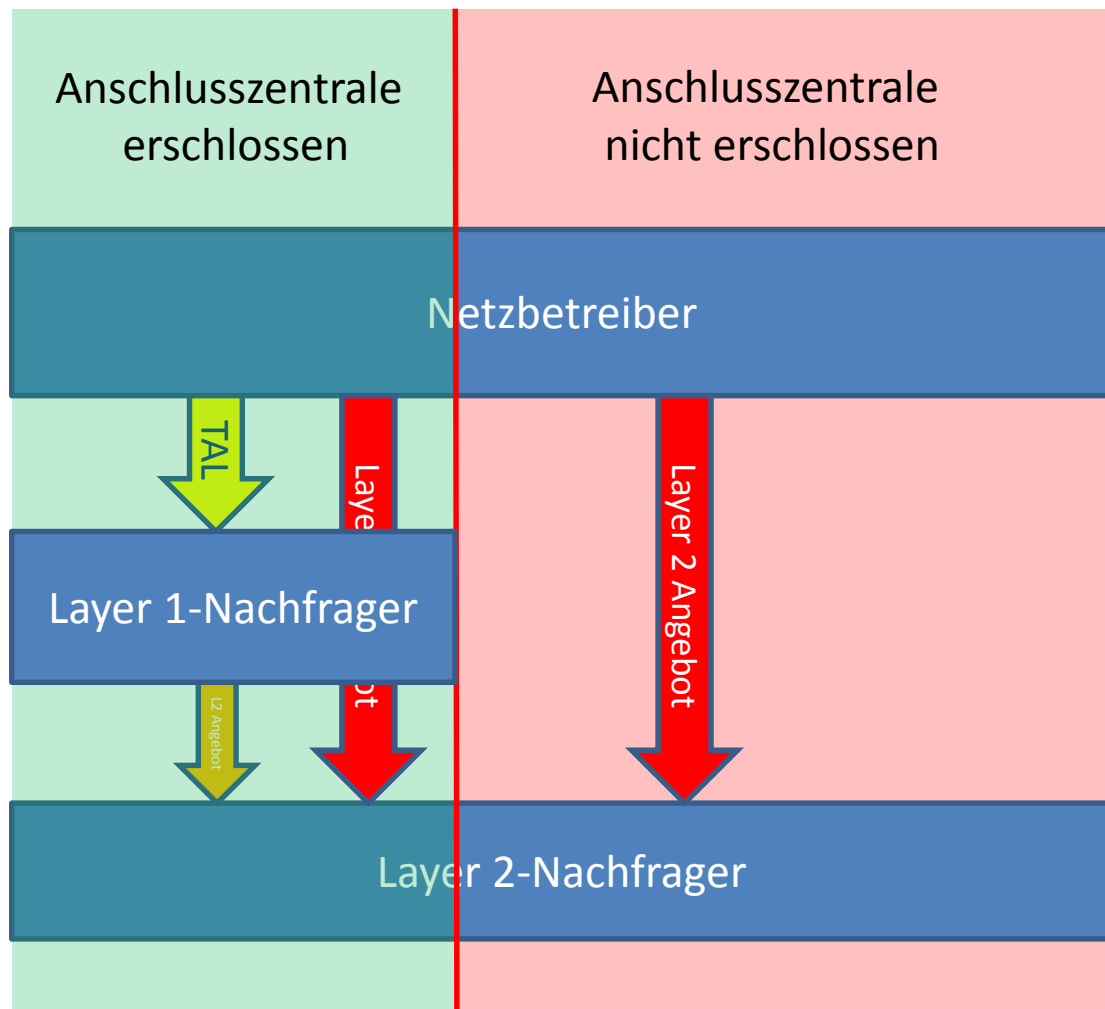 Anschlusszentrale
erschlossen
Anschlusszentrale
nicht erschlossen
Netzbetreiber
TAL
Layer 2 Angebot
Layer 1-Nachfrager
L2 Angebot
Layer 2-Nachfrager